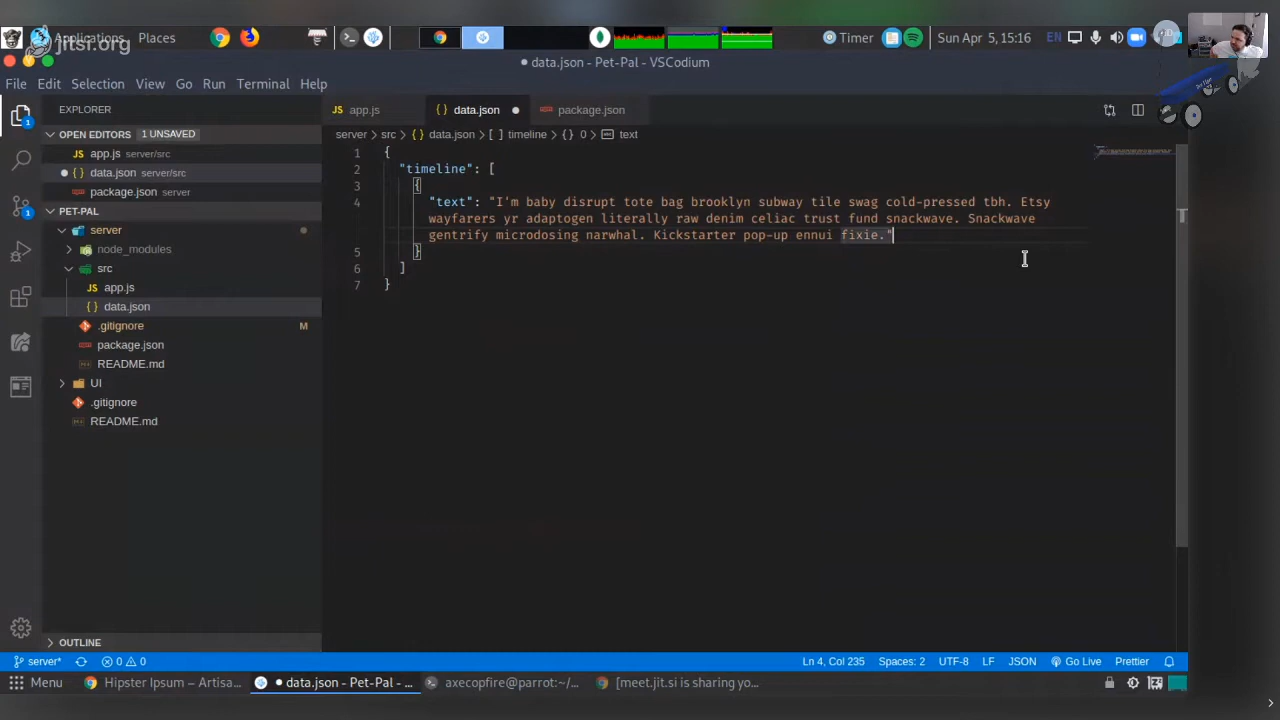 jitsi.org
Applications
Places
Timer
Sun Apr 5, 15:16
EN
data.json - Pet-Pal - VSCodium
File Edit Selection View Go Run Terminal Help
EXPLORER
OPEN EDITORS 1 UNSAVED
app.js server/src
data.json server/src
package.json server
PET-PAL
server
node_modules
src
app.js
data.json
.gitignore M
package.json
README.md
UI
.gitignore
README.md
OUTLINE
app.js
data.json
package.json
server > src > {} data.json > [ ] timeline > {} 0 > text
1 {
2 "timeline": [
3 {
4 "text": "I'm baby disrupt tote bag brooklyn subway tile swag cold-pressed tbh. Etsy
wayfarers yr adaptogen literally raw denim celiac trust fund snackwave. Snackwave
gentrify microdosing narwhal. Kickstarter pop-up ennui fixie."
5 }
6 ]
7 }
server* 0 0
Ln 4, Col 235 Spaces: 2 UTF-8 LF JSON Go Live Prettier
Menu
Hipster Ipsum – Artisa...
data.json - Pet-Pal - ...
axecopfire@parrot:~/...
[meet.jit.si is sharing yo...